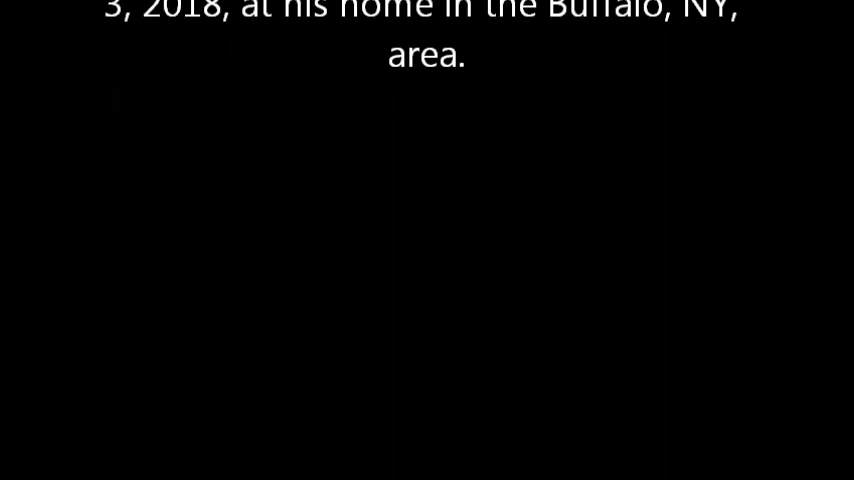 3, 2018, at his home in the Buffalo, NY,
area.